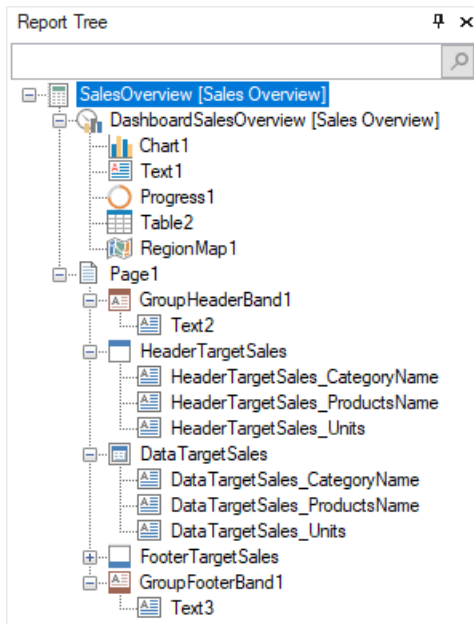 Report Tree
SalesOverview [Sales Overview]
DashboardSalesOverview [Sales Overview]
Chart1
Text1
Progress1
Table2
RegionMap1
Page1
GroupHeaderBand1
Text2
HeaderTargetSales
HeaderTargetSales_CategoryName
HeaderTargetSales_ProductsName
HeaderTargetSales_Units
DataTargetSales
DataTargetSales_CategoryName
DataTargetSales_ProductsName
DataTargetSales_Units
FooterTargetSales
GroupFooterBand1
Text3